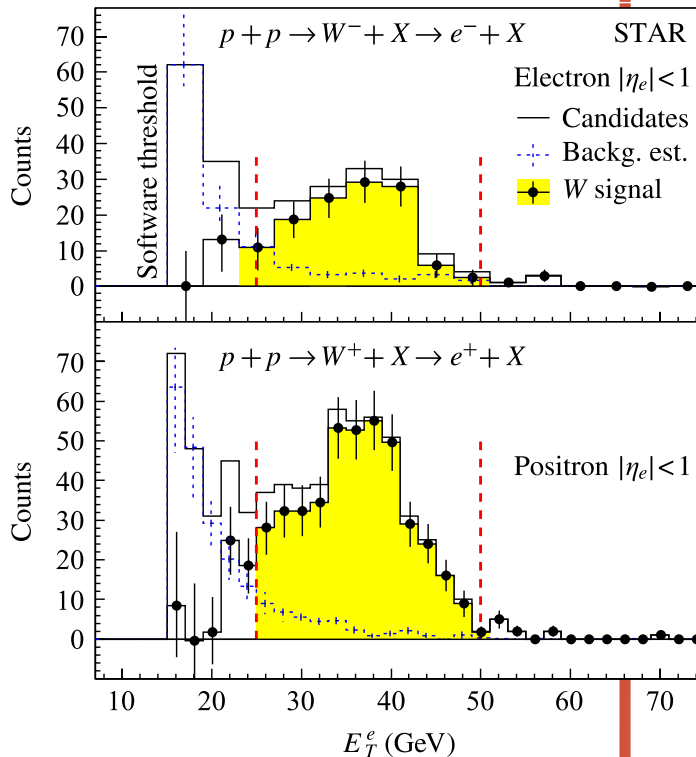 p + p → W⁻ + X → e⁻ + X
STAR
Electron |ηₑ| < 1
Candidates
Backg. est.
W signal
Software threshold
Counts
70
60
50
40
30
20
10
0
p + p → W⁺ + X → e⁺ + X
Positron |ηₑ| < 1
Counts
70
60
50
40
30
20
10
0
10 20 30 40 50 60 70
E_T^e (GeV)